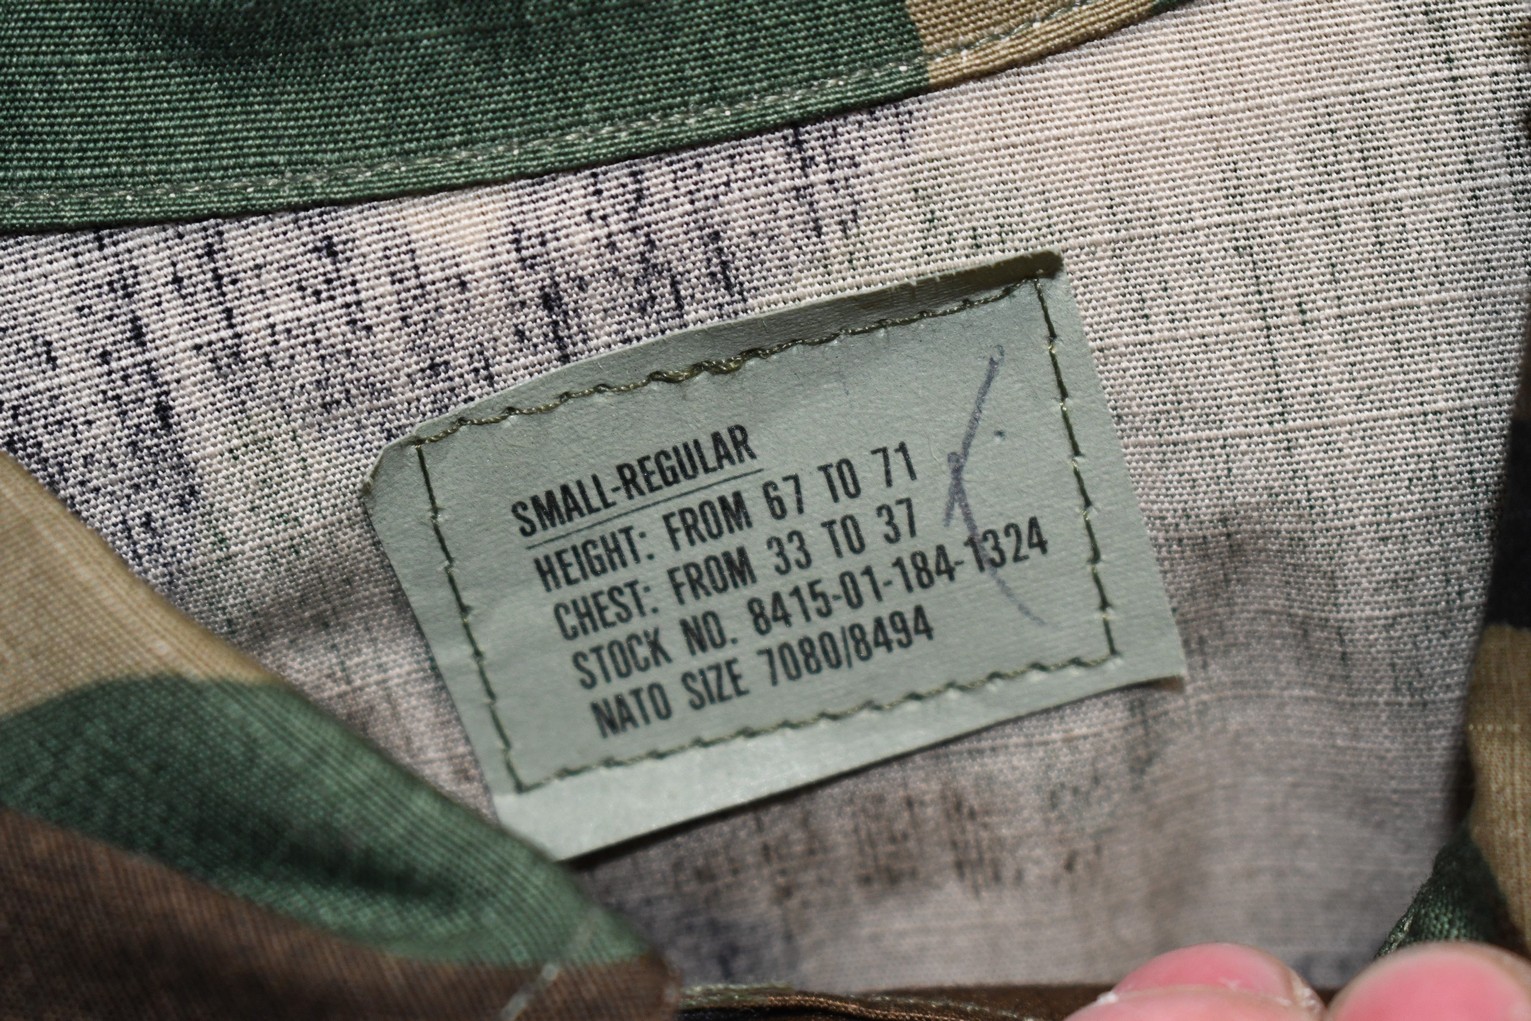 SMALL-REGULAR
HEIGHT: FROM 67 TO 71
CHEST: FROM 33 TO 37
STOCK NO. 8415-01-184-1324
NATO SIZE 7080/8494